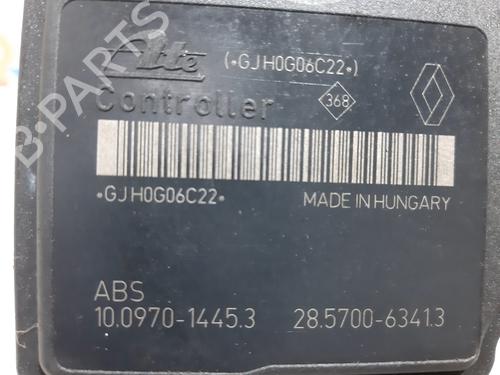 Ate (•GJH0G06C22•)
Controller 368
•GJH0G06C22• MADE IN HUNGARY
ABS
10.0970-1445.3 28.5700-6341.3
B-PARTS